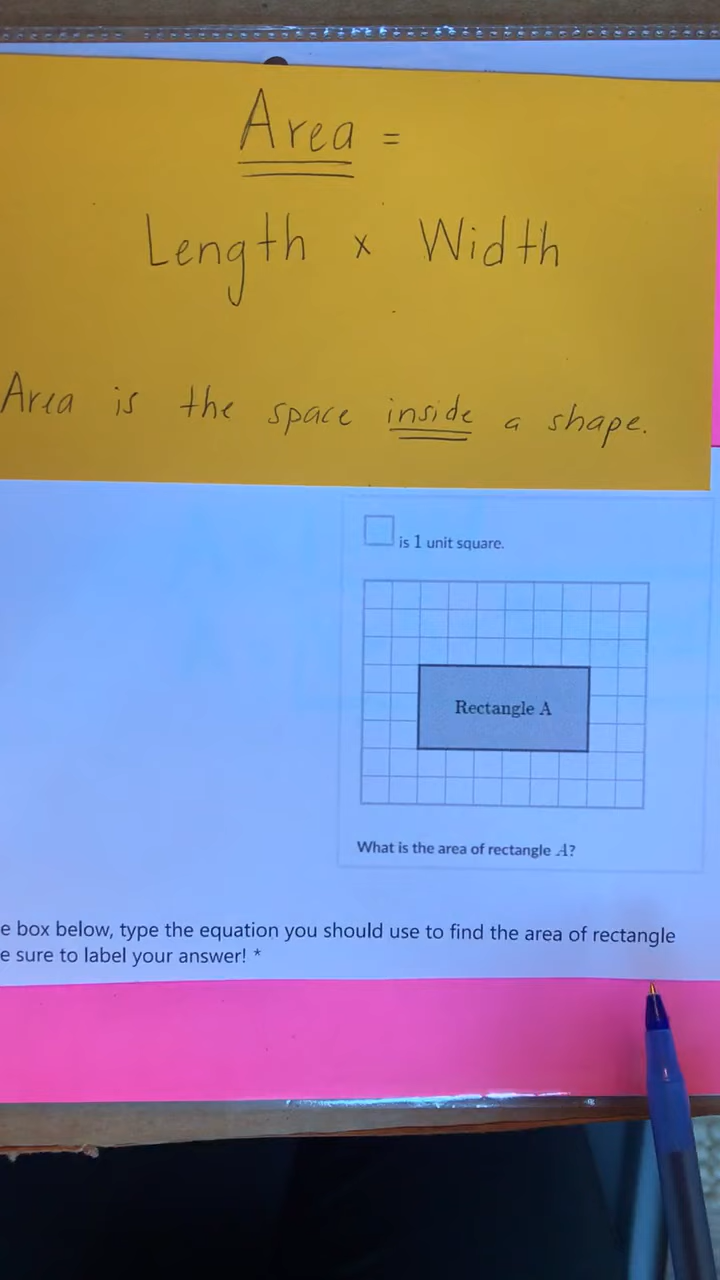 Area =
Length x Width
Area is the space inside a shape.
is 1 unit square.
Rectangle A
What is the area of rectangle A?
e box below, type the equation you should use to find the area of rectangle
e sure to label your answer! *